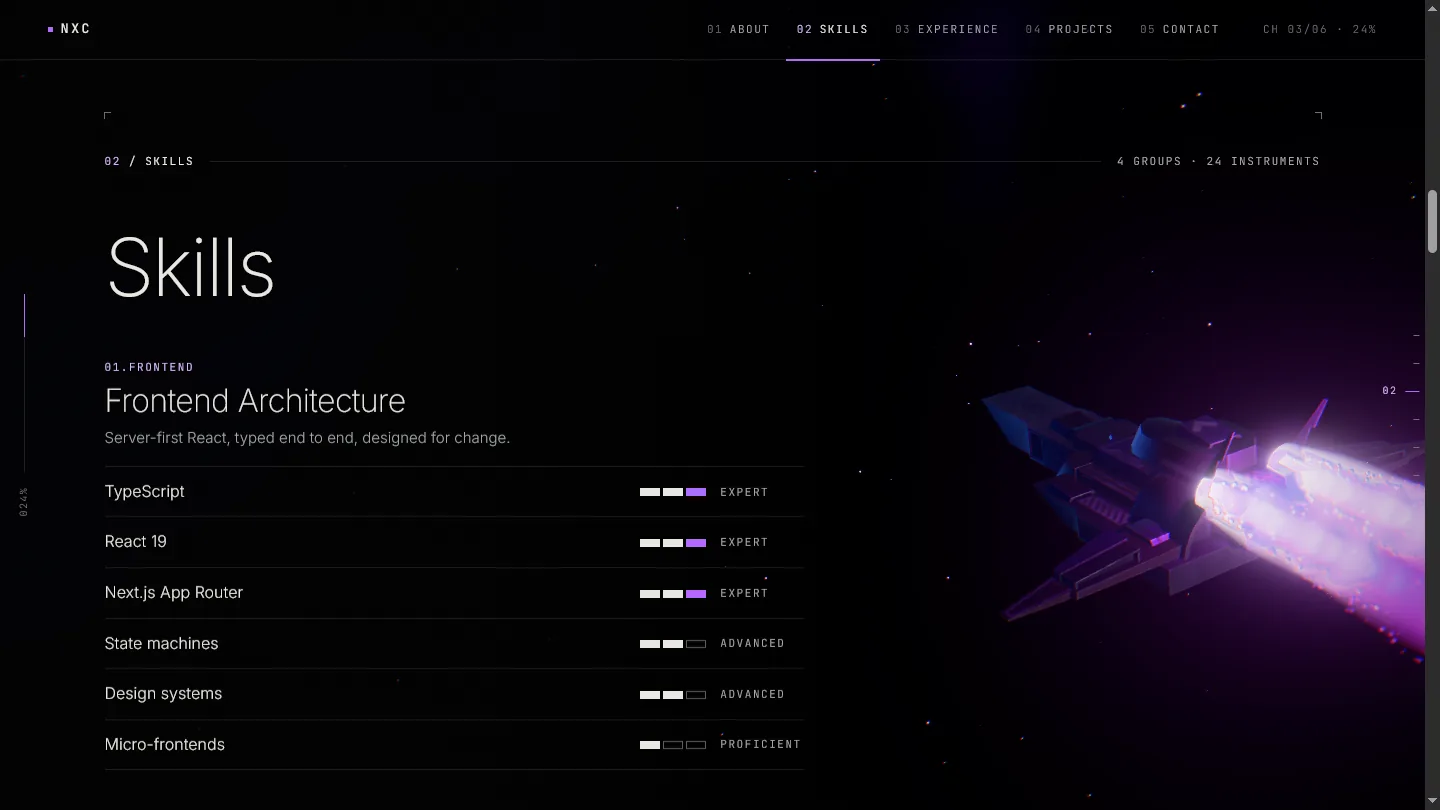 NXC
01 ABOUT
02 SKILLS
03 EXPERIENCE
04 PROJECTS
05 CONTACT
CH 03/06 · 24%
02 / SKILLS
4 GROUPS · 24 INSTRUMENTS
Skills
01.FRONTEND
Frontend Architecture
Server-first React, typed end to end, designed for change.
TypeScript EXPERT
React 19 EXPERT
Next.js App Router EXPERT
State machines ADVANCED
Design systems ADVANCED
Micro-frontends PROFICIENT
024%
02